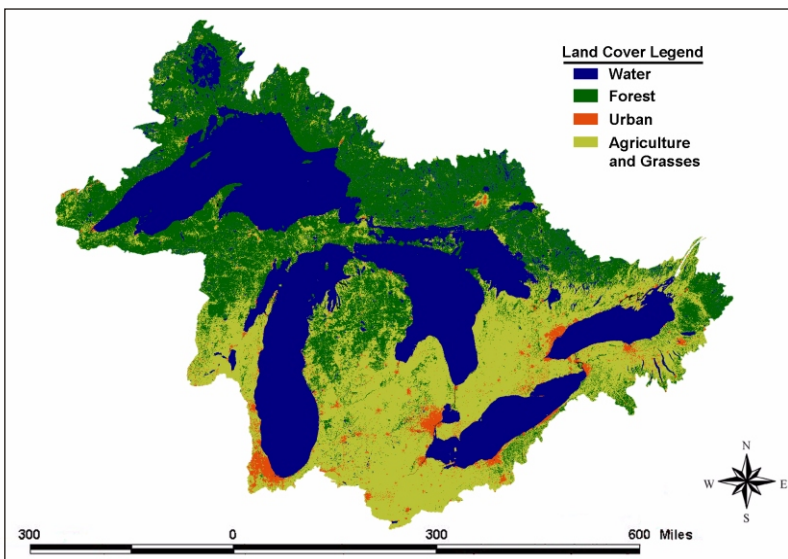 Land Cover Legend
Water
Forest
Urban
Agriculture
and Grasses
N
W E
S
300 0 300 600 Miles